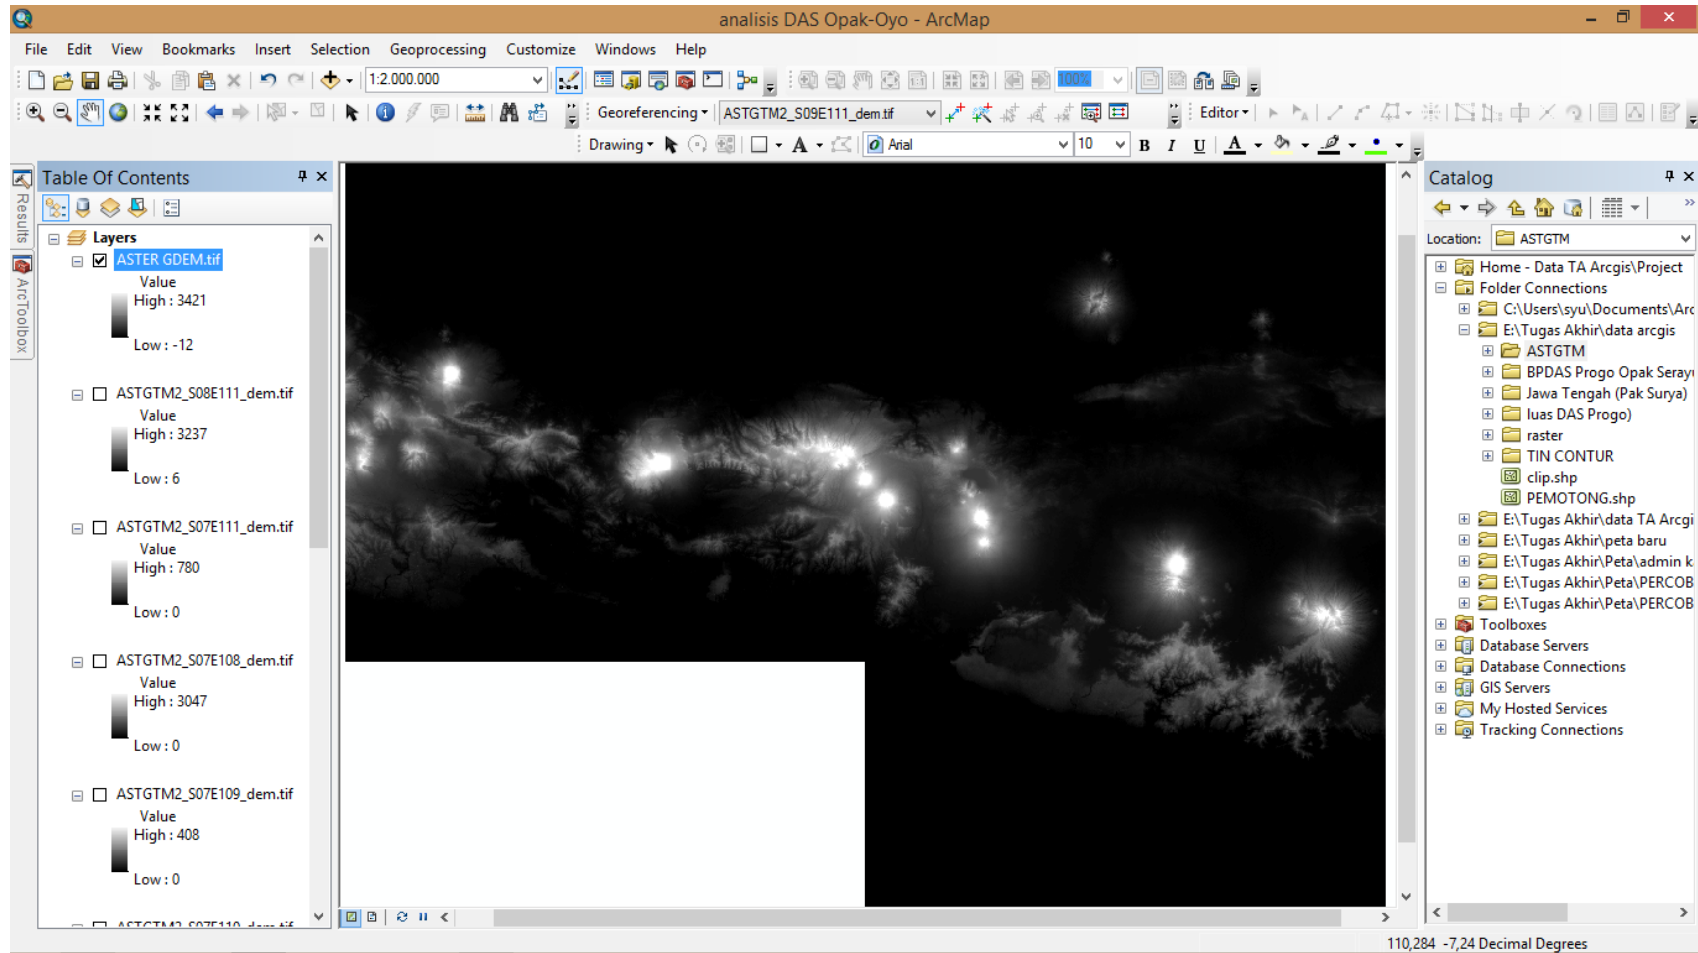 analisis DAS Opak-Oyo - ArcMap
File Edit View Bookmarks Insert Selection Geoprocessing Customize Windows Help
1:2.000.000
100%
Georeferencing
ASTGTM2_S09E111_dem.tif
Editor
Drawing
A
Arial
10
B I U A
Results
ArcToolbox
Table Of Contents
Layers
ASTER GDEM.tif
Value
High : 3421
Low : -12
ASTGTM2_S08E111_dem.tif
Value
High : 3237
Low : 6
ASTGTM2_S07E111_dem.tif
Value
High : 780
Low : 0
ASTGTM2_S07E108_dem.tif
Value
High : 3047
Low : 0
ASTGTM2_S07E109_dem.tif
Value
High : 408
Low : 0
ASTGTM2_S07E110_dem.tif
Catalog
Location: ASTGTM
Home - Data TA Arcgis\Project
Folder Connections
C:\Users\syu\Documents\Arc
E:\Tugas Akhir\data arcgis
ASTGTM
BPDAS Progo Opak Serayu
Jawa Tengah (Pak Surya)
luas DAS Progo)
raster
TIN CONTUR
clip.shp
PEMOTONG.shp
E:\Tugas Akhir\data TA Arcgi
E:\Tugas Akhir\peta baru
E:\Tugas Akhir\Peta\admin k
E:\Tugas Akhir\Peta\PERCOB
E:\Tugas Akhir\Peta\PERCOB
Toolboxes
Database Servers
Database Connections
GIS Servers
My Hosted Services
Tracking Connections
110,284 -7,24 Decimal Degrees